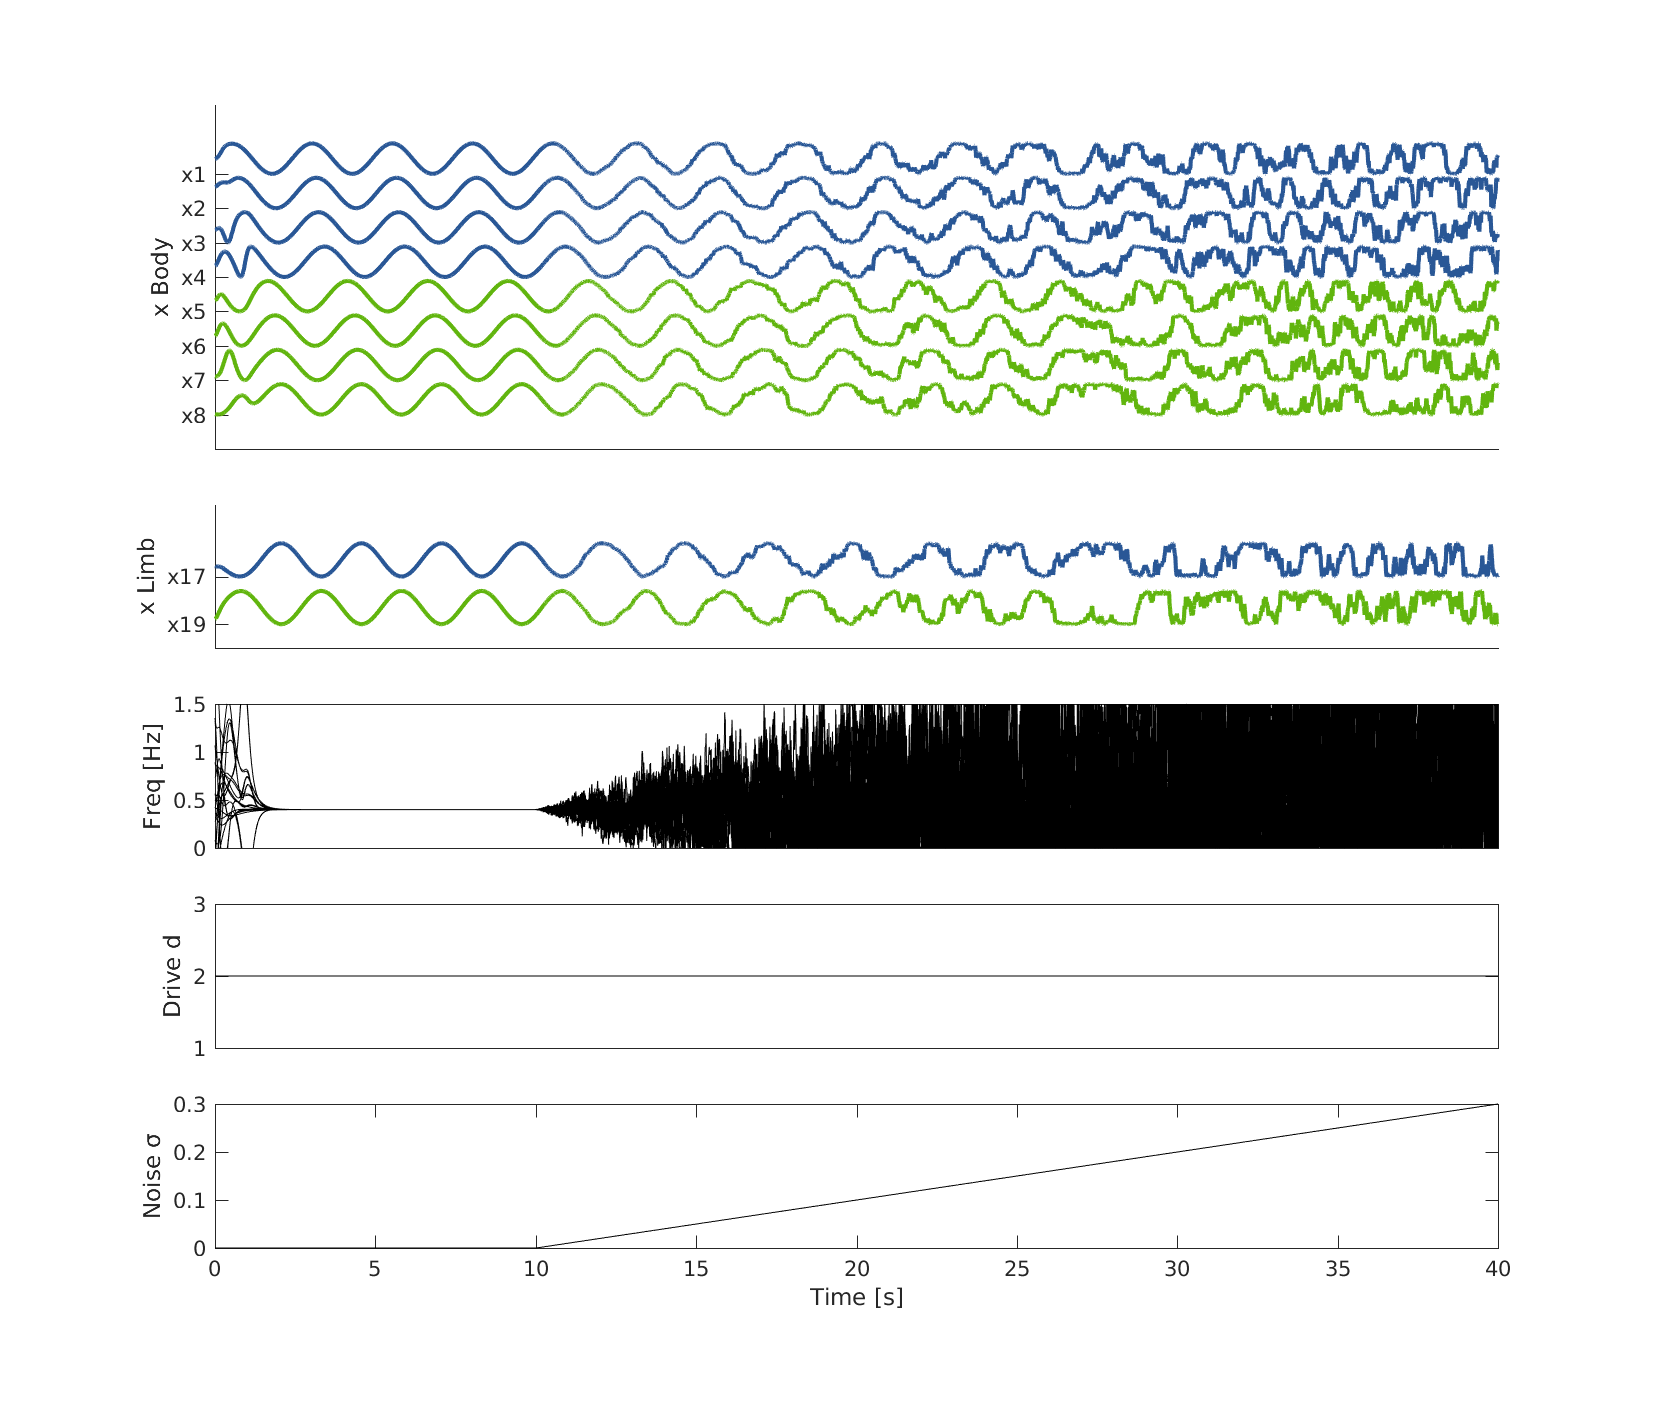 x Body
x1
x2
x3
x4
x5
x6
x7
x8
x Limb
x17
x19
Freq [Hz]
1.5
1
0.5
0
Drive d
3
2
1
Noise σ
0.3
0.2
0.1
0
0 5 10 15 20 25 30 35 40
Time [s]